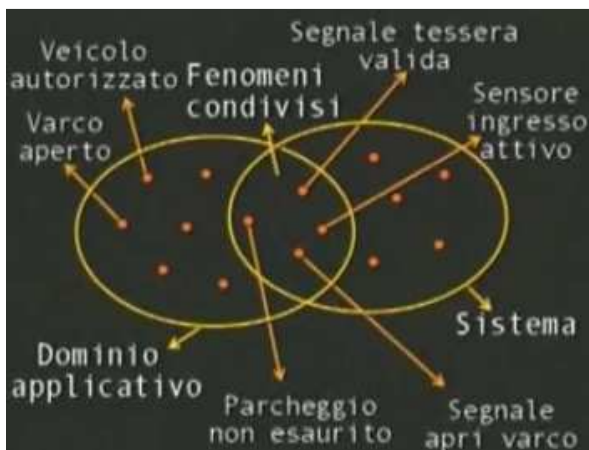 Veicolo
autorizzato
Fenomeni
condivisi
Segnale tessera
valida
Sensore
ingresso
attivo
Varco
aperto
Sistema
Dominio
applicativo
Parcheggio
non esaurito
Segnale
apri varco